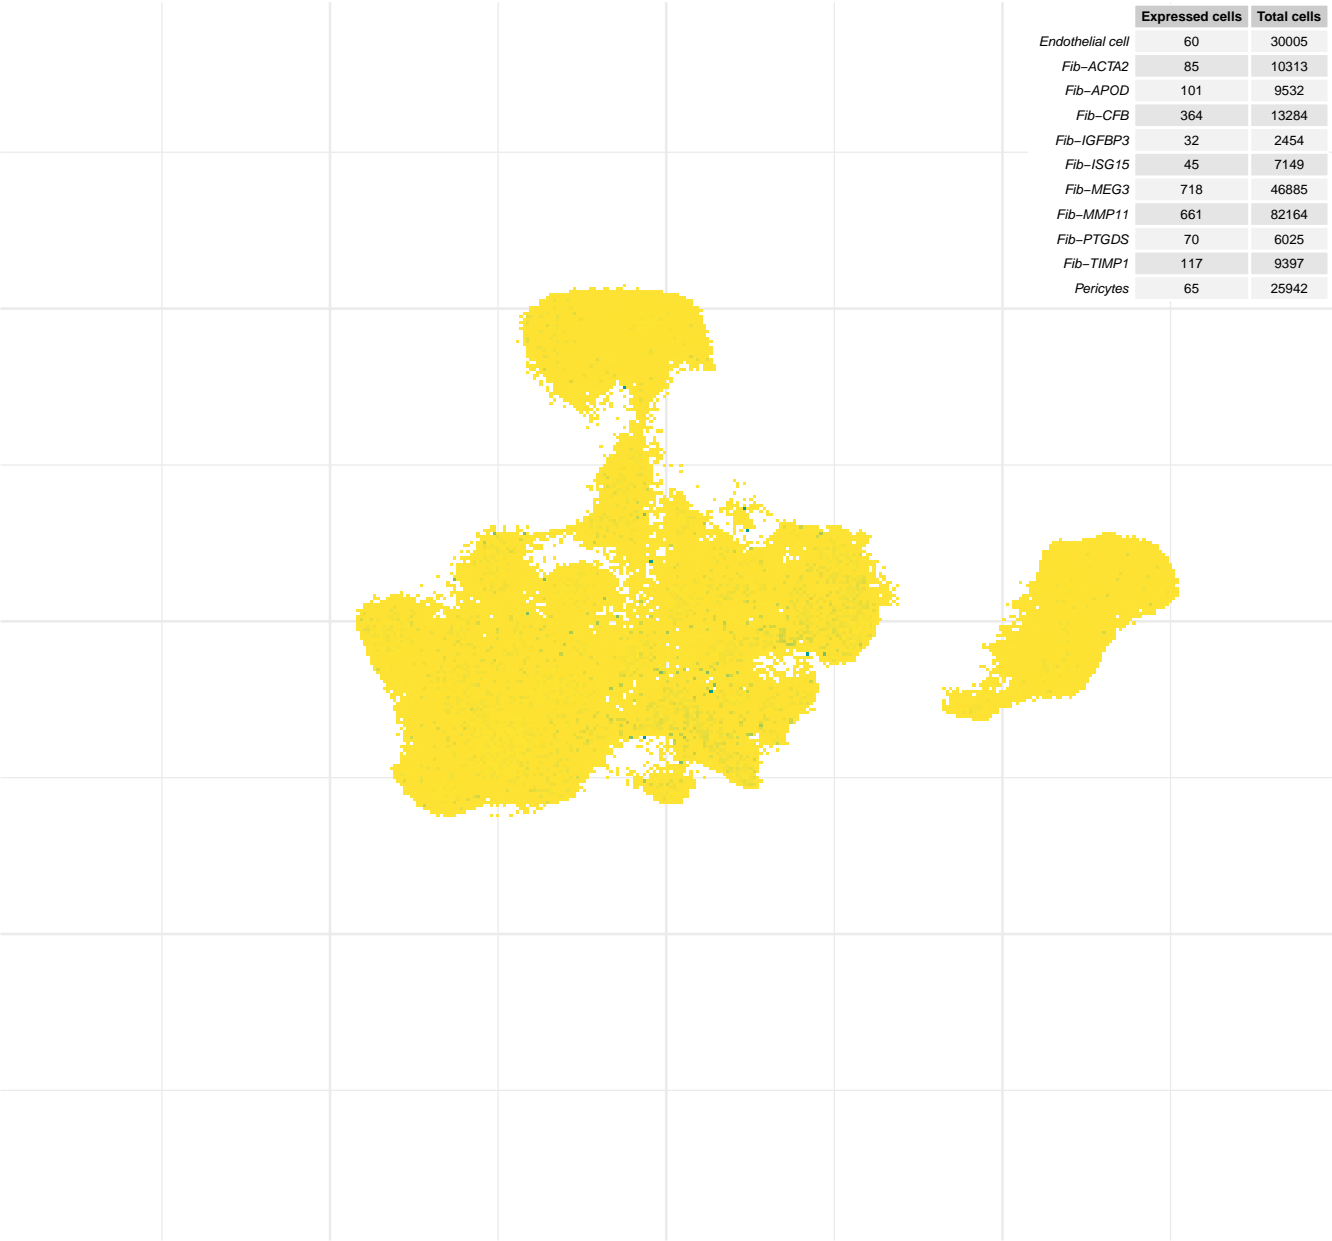 Expressed cells Total cells
Endothelial cell 60 30005
Fib−ACTA2 85 10313
Fib−APOD 101 9532
Fib−CFB 364 13284
Fib−IGFBP3 32 2454
Fib−ISG15 45 7149
Fib−MEG3 718 46885
Fib−MMP11 661 82164
Fib−PTGDS 70 6025
Fib−TIMP1 117 9397
Pericytes 65 25942